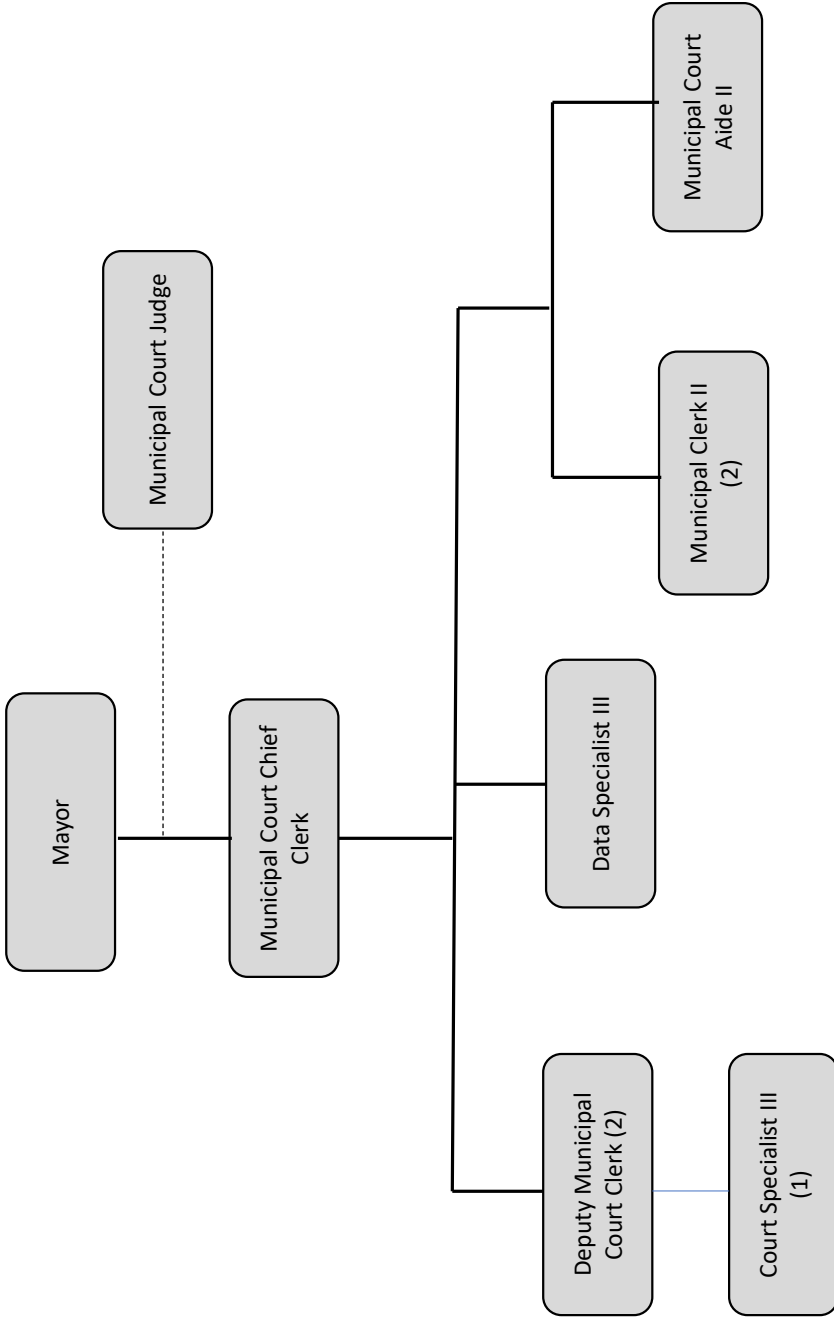 Mayor
Municipal Court Judge
Municipal Court Chief
Clerk
Deputy Municipal
Court Clerk (2)
Data Specialist III
Municipal Clerk II
(2)
Municipal Court
Aide II
Court Specialist III
(1)